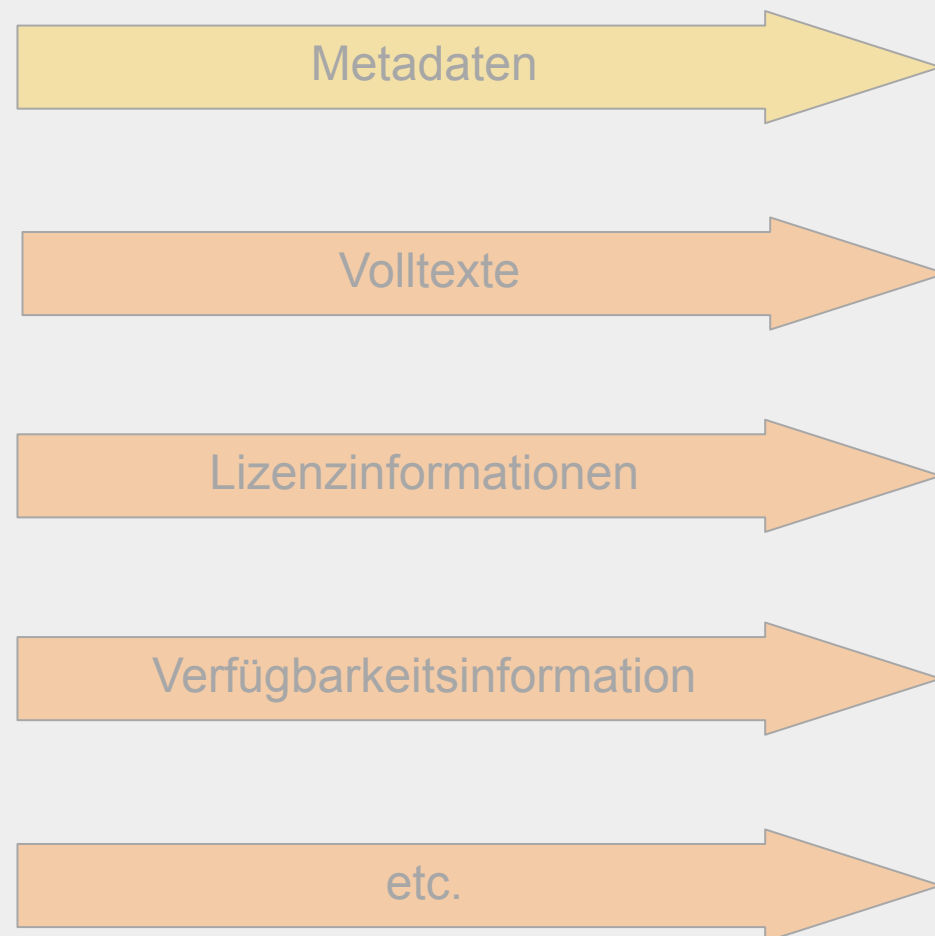 Metadaten
Volltexte
Lizenzinformationen
Verfügbarkeitsinformation
etc.